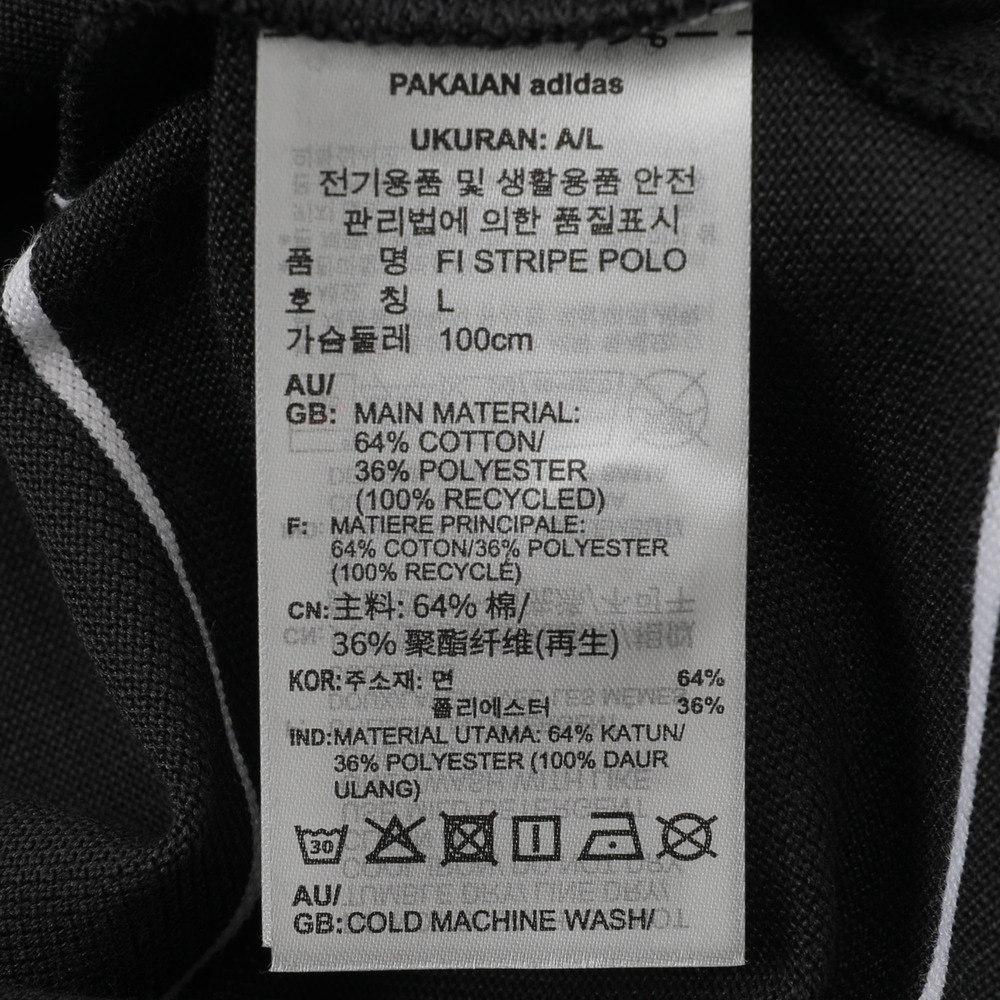 PAKAIAN adidas
UKURAN: A/L
전기용품 및 생활용품 안전
관리법에 의한 품질표시
품 명 FI STRIPE POLO
호 칭 L
가슴둘레 100cm
AU/
GB: MAIN MATERIAL:
64% COTTON/
36% POLYESTER
(100% RECYCLED)
F: MATIERE PRINCIPALE:
64% COTON/36% POLYESTER
(100% RECYCLÉ)
CN:主料: 64% 棉/
36% 聚酯纤维(再生)
KOR:주소재: 면 64%
폴리에스터 36%
IND:MATERIAL UTAMA: 64% KATUN/
36% POLYESTER (100% DAUR
ULANG)
30
AU/
GB:COLD MACHINE WASH/